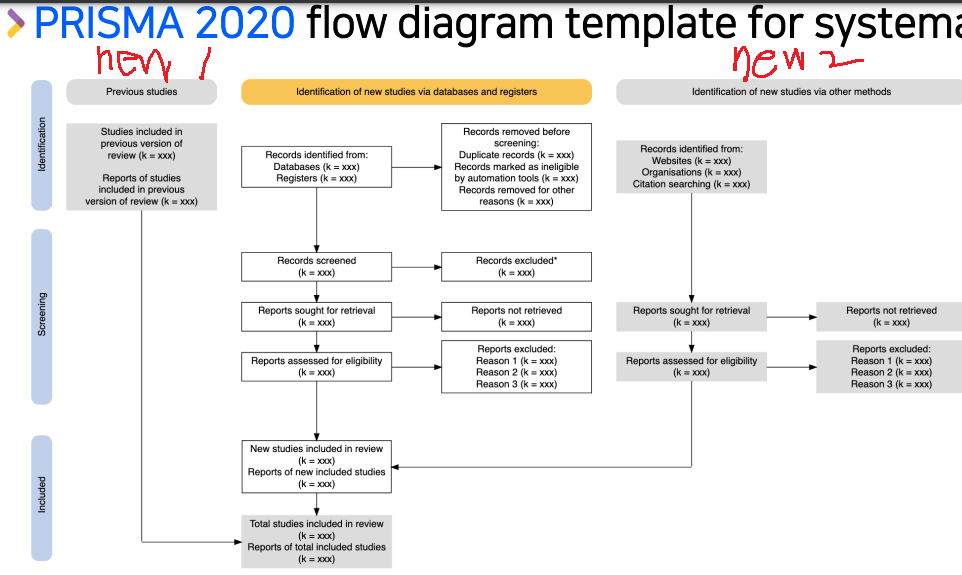 PRISMA 2020 flow diagram template for systema
new 1
new 2
Previous studies
Identification of new studies via databases and registers
Identification of new studies via other methods
Identification
Studies included in
previous version of
review (k = xxx)
Reports of studies
included in previous
version of review (k = xxx)
Records identified from:
Databases (k = xxx)
Registers (k = xxx)
Records removed before
screening:
Duplicate records (k = xxx)
Records marked as ineligible
by automation tools (k = xxx)
Records removed for other
reasons (k = xxx)
Records identified from:
Websites (k = xxx)
Organisations (k = xxx)
Citation searching (k = xxx)
Screening
Records screened
(k = xxx)
Records excluded*
(k = xxx)
Reports sought for retrieval
(k = xxx)
Reports not retrieved
(k = xxx)
Reports sought for retrieval
(k = xxx)
Reports not retrieved
(k = xxx)
Reports assessed for eligibility
(k = xxx)
Reports excluded:
Reason 1 (k = xxx)
Reason 2 (k = xxx)
Reason 3 (k = xxx)
Reports assessed for eligibility
(k = xxx)
Reports excluded:
Reason 1 (k = xxx)
Reason 2 (k = xxx)
Reason 3 (k = xxx)
Included
New studies included in review
(k = xxx)
Reports of new included studies
(k = xxx)
Total studies included in review
(k = xxx)
Reports of total included studies
(k = xxx)